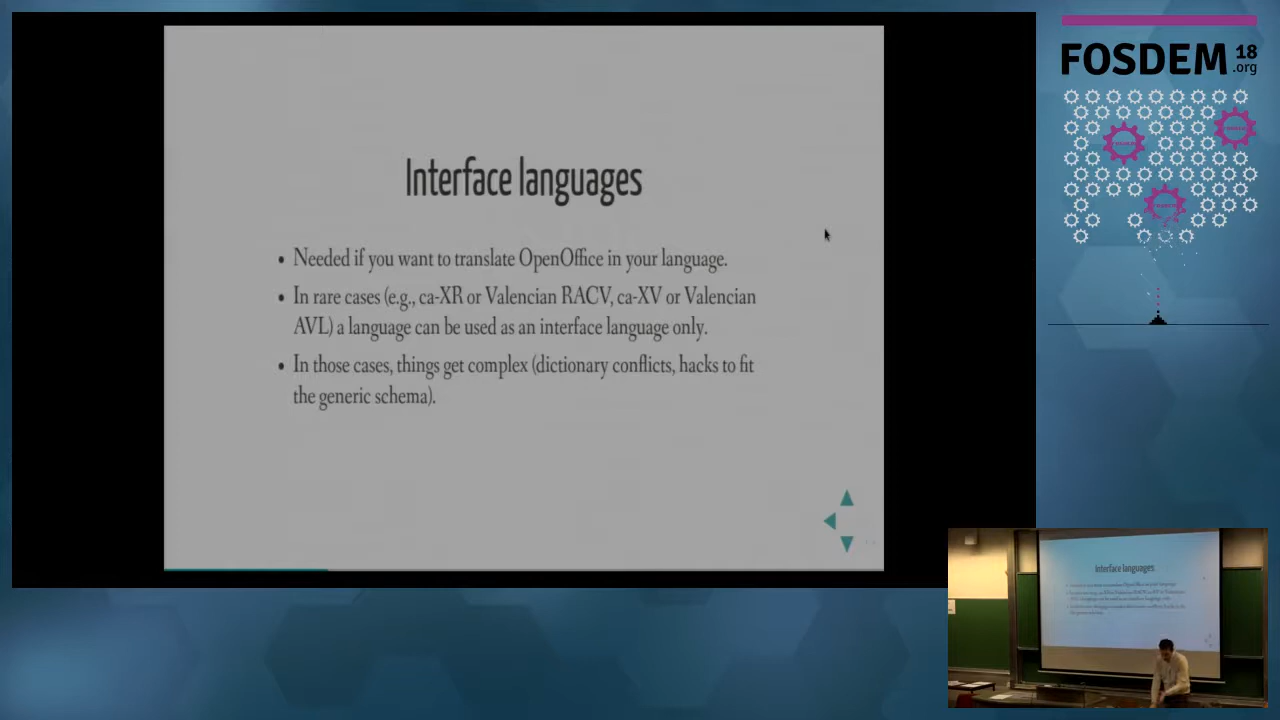 Interface languages
• Needed if you want to translate OpenOffice in your language.
• In rare cases (e.g., ca-XR or Valencian RACV, ca-XV or Valencian
AVL) a language can be used as an interface language only.
• In those cases, things get complex (dictionary conflicts, hacks to fit
the generic schema).
FOSDEM 18
.org
Interface languages